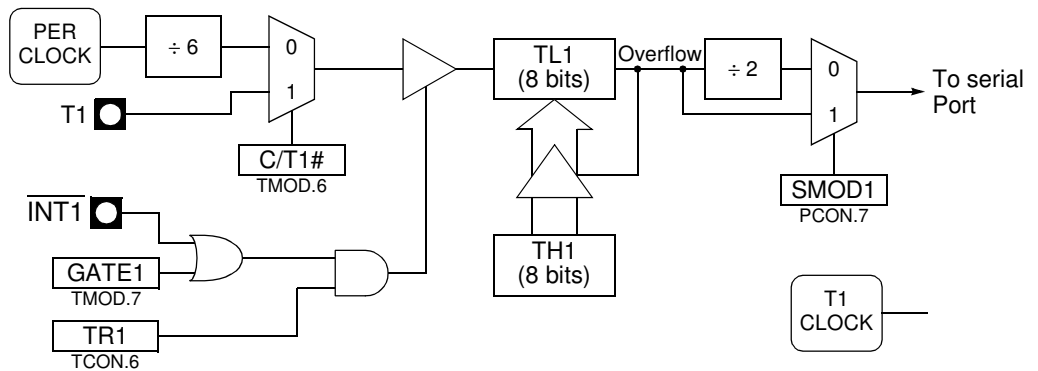 PER
CLOCK
÷ 6
0
1
T1
C/T1#
TMOD.6
INT1
GATE1
TMOD.7
TR1
TCON.6
TL1
(8 bits)
Overflow
÷ 2
0
1
To serial
Port
SMOD1
PCON.7
TH1
(8 bits)
T1
CLOCK